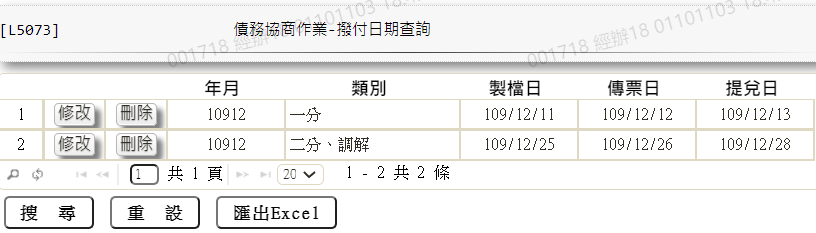 [L5073] 債務協商作業-撥付日期查詢
001718 經辦18 01101103 18:4
001718 經辦18 01101103 18:4
年月 類別 製檔日 傳票日 提兌日
1 修改 刪除 10912 一分 109/12/11 109/12/12 109/12/13
2 修改 刪除 10912 二分、調解 109/12/25 109/12/26 109/12/28
1 共 1 頁 20 1 - 2 共 2 條
搜 尋 重 設 匯出Excel